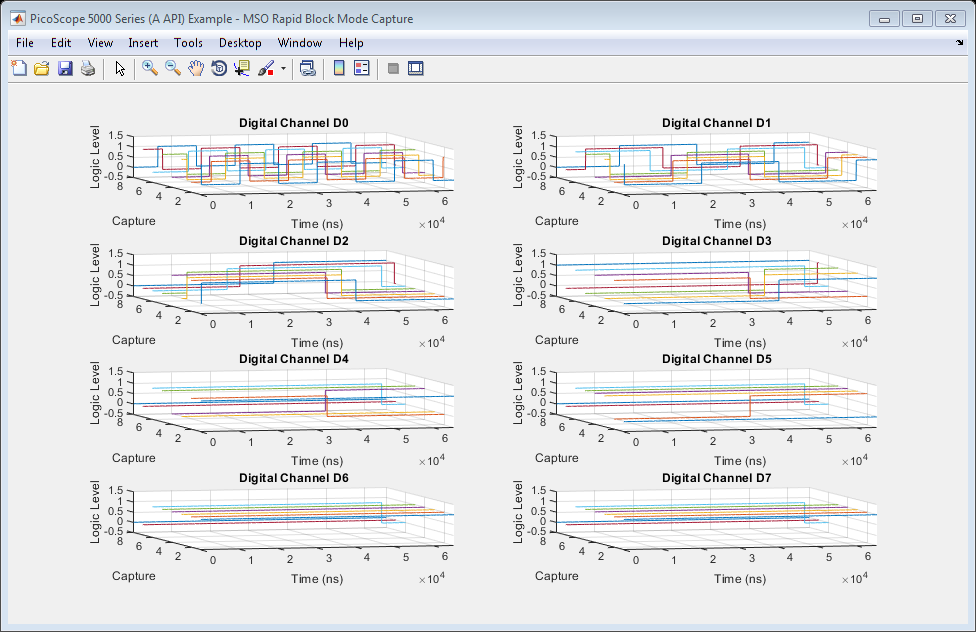 PicoScope 5000 Series (A API) Example - MSO Rapid Block Mode Capture
File Edit View Insert Tools Desktop Window Help
Digital Channel D0
1.5
1
0.5
0
-0.5
Logic Level
8
6
4
2
Capture
0 1 2 3 4 5 6
Time (ns)
×10^4
Digital Channel D1
1.5
1
0.5
0
-0.5
Logic Level
8
6
4
2
Capture
0 1 2 3 4 5 6
Time (ns)
×10^4
Digital Channel D2
1.5
1
0.5
0
-0.5
Logic Level
8
6
4
2
Capture
0 1 2 3 4 5 6
Time (ns)
×10^4
Digital Channel D3
1.5
1
0.5
0
-0.5
Logic Level
8
6
4
2
Capture
0 1 2 3 4 5 6
Time (ns)
×10^4
Digital Channel D4
1.5
1
0.5
0
-0.5
Logic Level
8
6
4
2
Capture
0 1 2 3 4 5 6
Time (ns)
×10^4
Digital Channel D5
1.5
1
0.5
0
-0.5
Logic Level
8
6
4
2
Capture
0 1 2 3 4 5 6
Time (ns)
×10^4
Digital Channel D6
1.5
1
0.5
0
-0.5
Logic Level
8
6
4
2
Capture
0 1 2 3 4 5 6
Time (ns)
×10^4
Digital Channel D7
1.5
1
0.5
0
-0.5
Logic Level
8
6
4
2
Capture
0 1 2 3 4 5 6
Time (ns)
×10^4